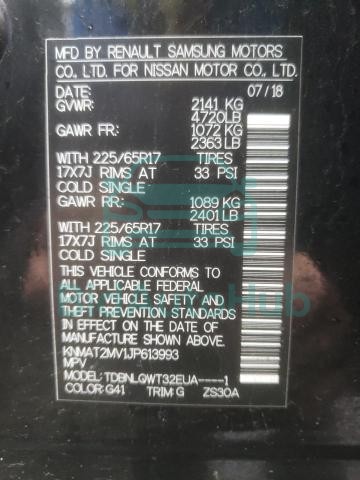 MFD BY RENAULT SAMSUNG MOTORS
CO., LTD. FOR NISSAN MOTOR CO., LTD.
DATE: 07/18
GVWR: 2141 KG
4720LB
GAWR FR: 1072 KG
2363 LB
WITH 225/65R17 TIRES
17X7J RIMS AT 33 PSI
COLD SINGLE
GAWR RR: 1089 KG
2401 LB
WITH 225/65R17 TIRES
17X7J RIMS AT 33 PSI
COLD SINGLE
THIS VEHICLE CONFORMS TO
ALL APPLICABLE FEDERAL
MOTOR VEHICLE SAFETY AND
THEFT PREVENTION STANDARDS
IN EFFECT ON THE DATE OF
MANUFACTURE SHOWN ABOVE.
KNMAT2MV1JP613993
MPV
MODEL: TDBNLGWT32EUA----1
COLOR: G41 TRIM: G ZS30A